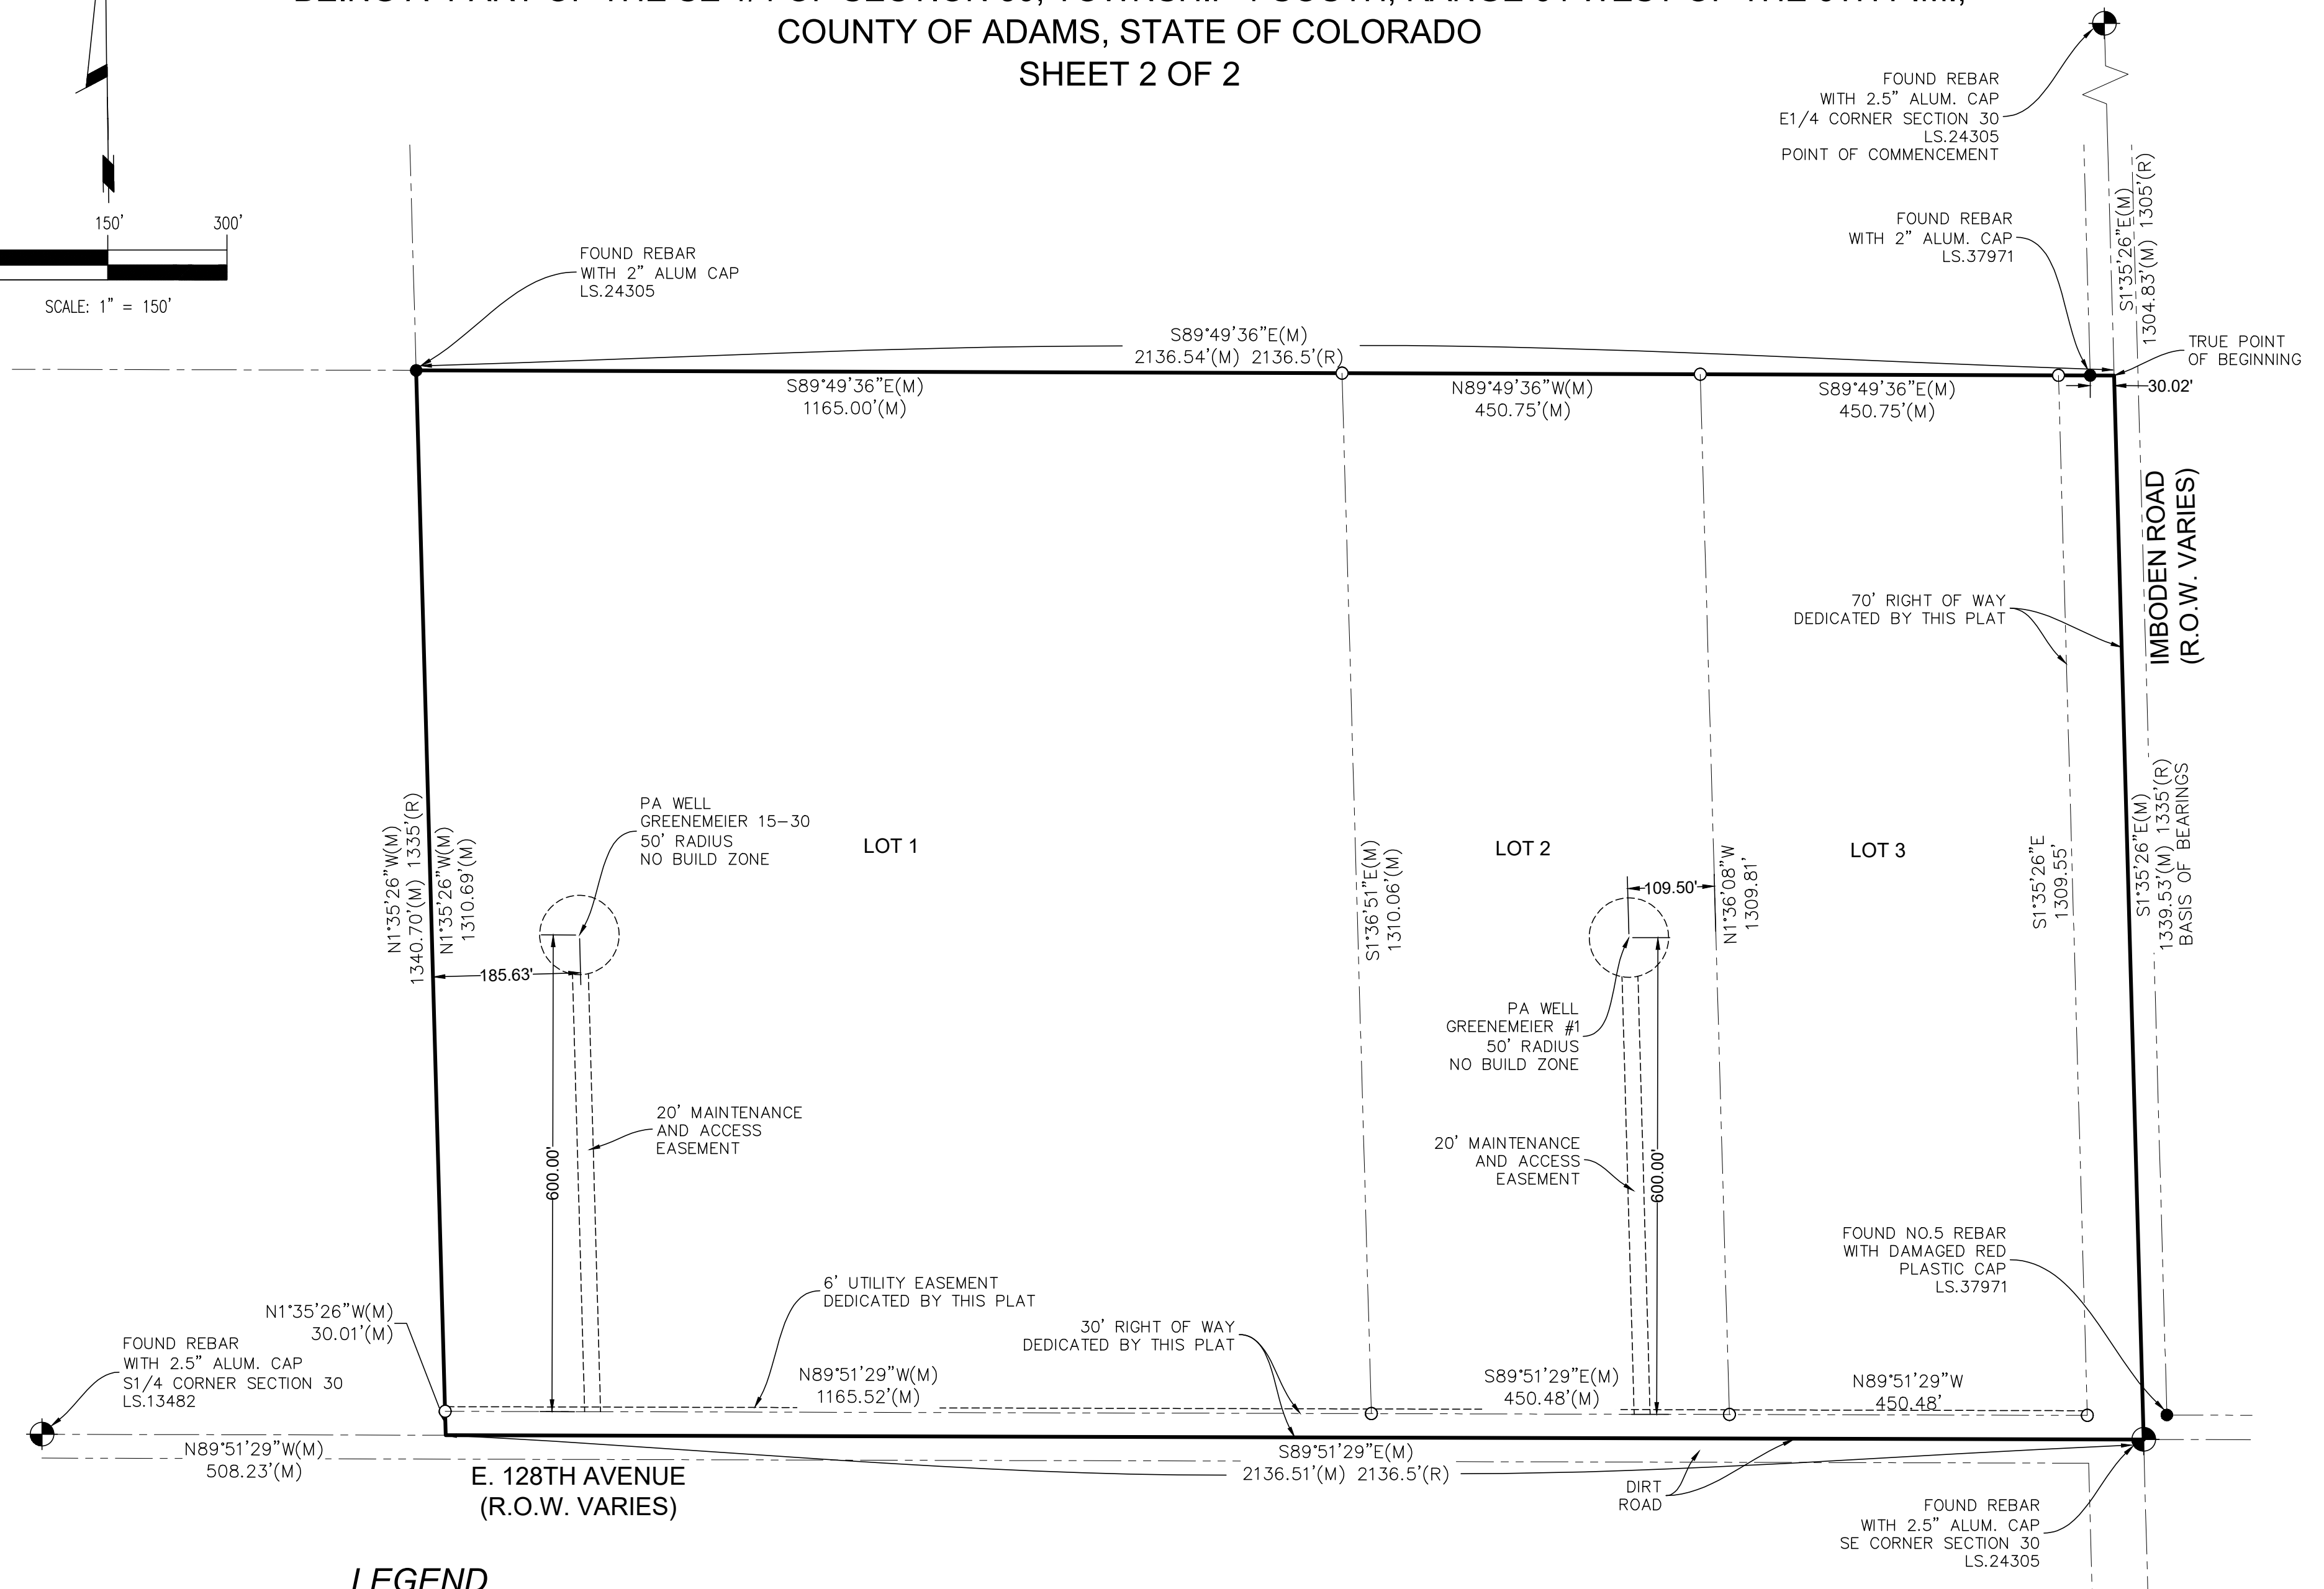 COUNTY OF ADAMS, STATE OF COLORADO
SHEET 2 OF 2
150'
300'
SCALE: 1" = 150'
FOUND REBAR
WITH 2.5" ALUM. CAP
E1/4 CORNER SECTION 30
LS.24305
POINT OF COMMENCEMENT
FOUND REBAR
WITH 2" ALUM. CAP
LS.37971
S1°35'26"E(M)
1304.83'(M) 1305'(R)
FOUND REBAR
WITH 2" ALUM CAP
LS.24305
S89°49'36"E(M)
2136.54'(M) 2136.5'(R)
TRUE POINT
OF BEGINNING
S89°49'36"E(M)
1165.00'(M)
N89°49'36"W(M)
450.75'(M)
S89°49'36"E(M)
450.75'(M)
30.02'
IMBODEN ROAD
(R.O.W. VARIES)
70' RIGHT OF WAY
DEDICATED BY THIS PLAT
N1°35'26"W(M)
1340.70'(M) 1335'(R)
N1°35'26"W(M)
1310.69'(M)
PA WELL
GREENEMEIER 15-30
50' RADIUS
NO BUILD ZONE
LOT 1
LOT 2
LOT 3
185.63'
S1°36'51"E(M)
1310.06'(M)
109.50'
N1°36'08"W
1309.81'
S1°35'26"E
1309.55'
S1°35'26"E(M)
1339.53'(M) 1335'(R)
BASIS OF BEARINGS
PA WELL
GREENEMEIER #1
50' RADIUS
NO BUILD ZONE
20' MAINTENANCE
AND ACCESS
EASEMENT
600.00'
20' MAINTENANCE
AND ACCESS
EASEMENT
600.00'
FOUND NO.5 REBAR
WITH DAMAGED RED
PLASTIC CAP
LS.37971
6' UTILITY EASEMENT
DEDICATED BY THIS PLAT
30' RIGHT OF WAY
DEDICATED BY THIS PLAT
N1°35'26"W(M)
30.01'(M)
FOUND REBAR
WITH 2.5" ALUM. CAP
S1/4 CORNER SECTION 30
LS.13482
N89°51'29"W(M)
1165.52'(M)
S89°51'29"E(M)
450.48'(M)
N89°51'29"W
450.48'
N89°51'29"W(M)
508.23'(M)
S89°51'29"E(M)
2136.51'(M) 2136.5'(R)
E. 128TH AVENUE
(R.O.W. VARIES)
DIRT
ROAD
FOUND REBAR
WITH 2.5" ALUM. CAP
SE CORNER SECTION 30
LS.24305
LEGEND